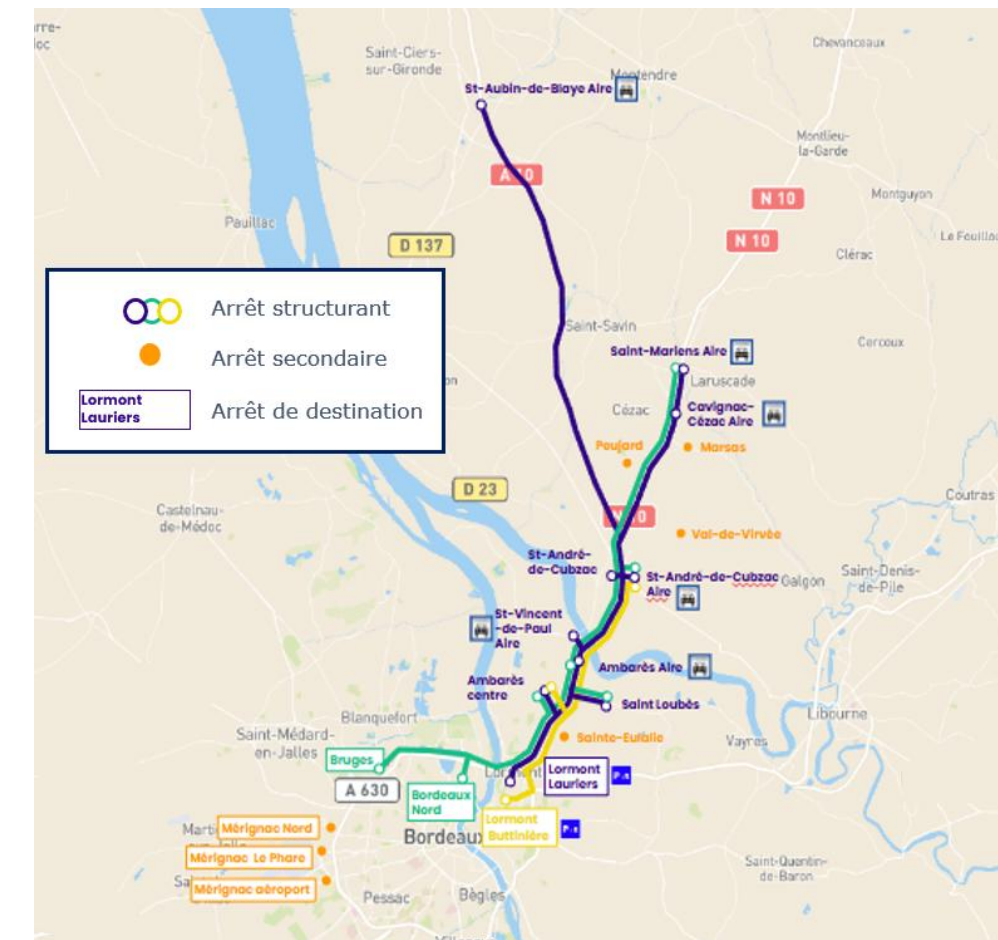 Chevanceaux
Saint-Ciers-
sur-Gironde
Montendre
St-Aubin-de-Blaye Aire
Montlieu-
la-Garde
A 10
N 10
Montguyon
Pauillac
D 137
N 10
Le Fouillou
Clérac
Arrêt structurant
Arrêt secondaire
Lormont
Lauriers
Arrêt de destination
Saint-Savin
Cercoux
Saint-Mariens Aire
Laruscade
Cézac
Cavignac-
Cézac Aire
Peujard
Marsas
D 23
Coutras
Castelnau-
de-Médoc
N 10
Val-de-Virvée
St-André-
de-Cubzac
St-André-de-Cubzac
Aire
Galgon
Saint-Denis-
de-Pile
St-Vincent
-de-Paul
Aire
Ambarès Aire
Ambarès
centre
Saint Loubès
Libourne
Blanquefort
Saint-Médard-
en-Jalles
Sainte-Eulalie
Vayres
Bruges
Lormont
Lormont
Lauriers
A 630
Bordeaux
Nord
Lormont
Buttinière
Bordeaux
Mérignac Nord
Mérignac Le Phare
Mérignac aéroport
Saint-Quentin-
de-Baron
Pessac
Bègles